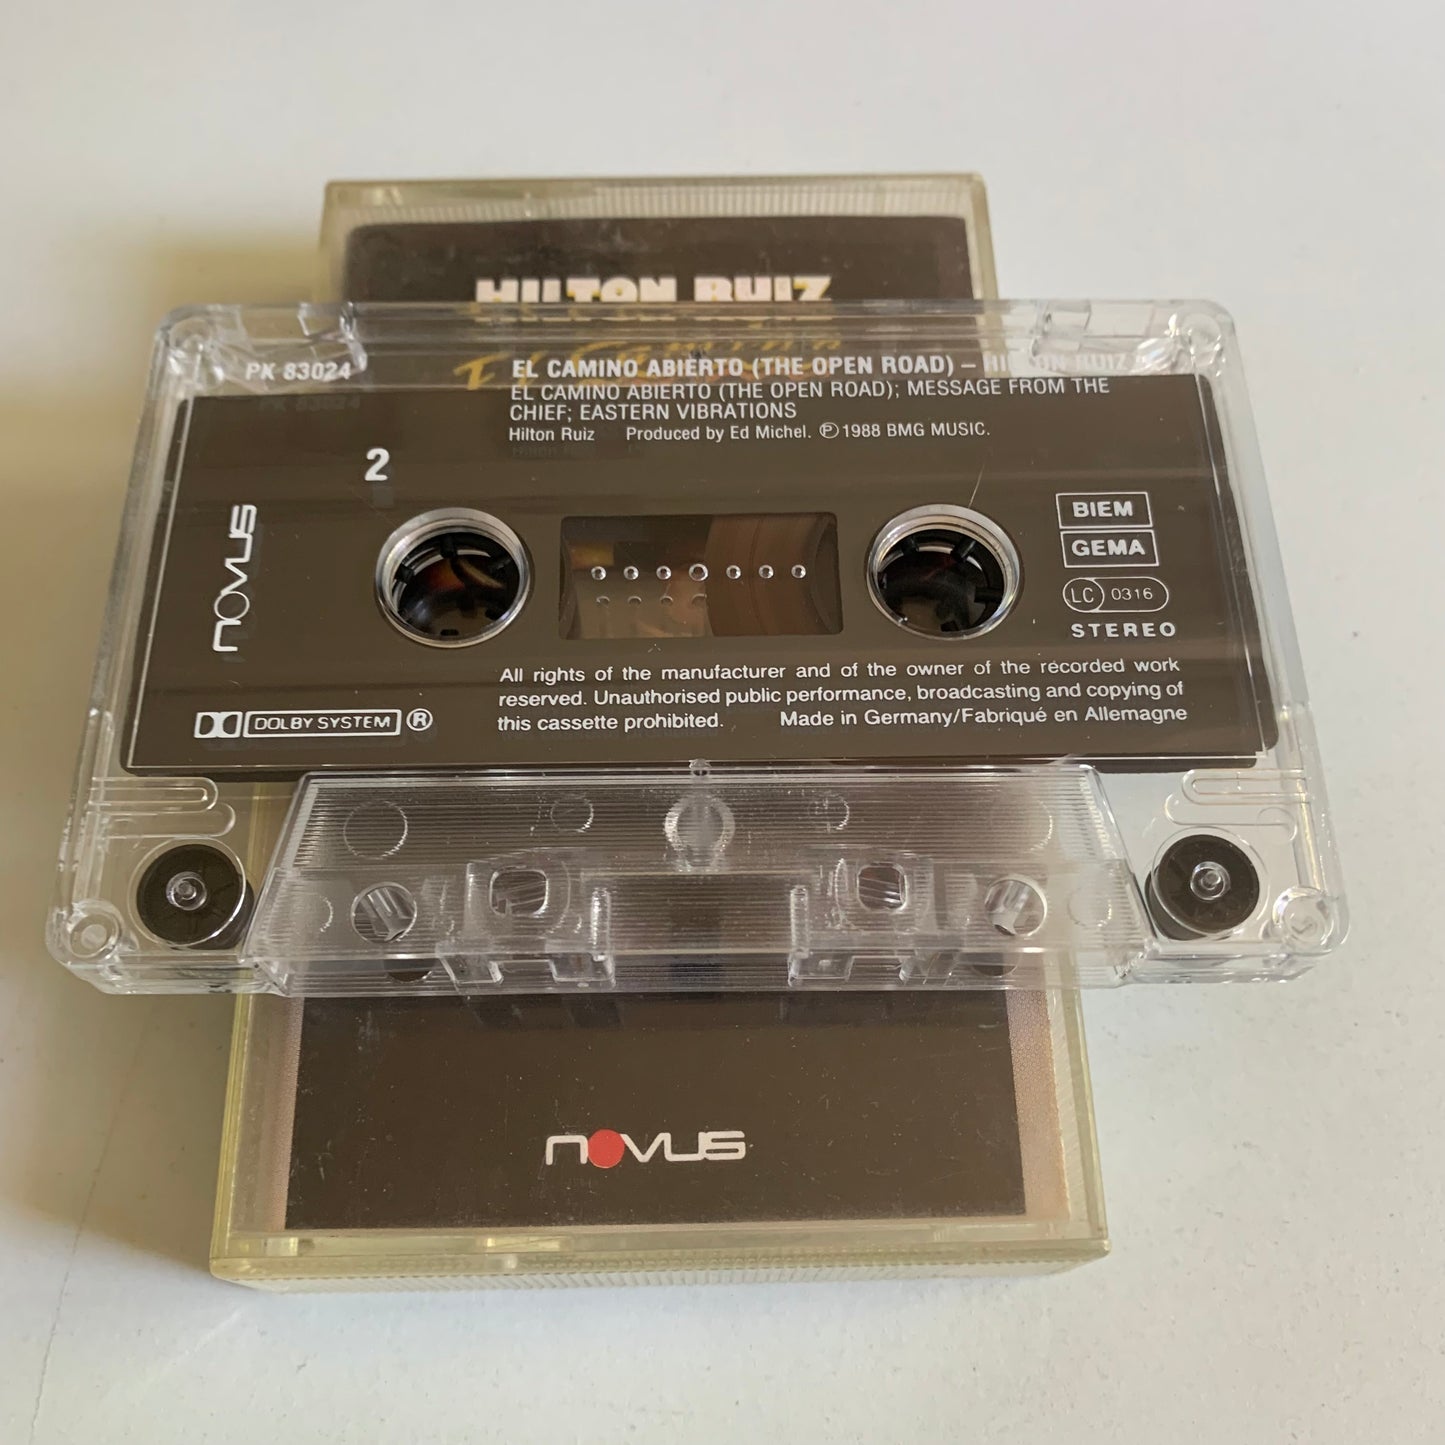 HILTON RUIZ
El Camino
PK 83024
EL CAMINO ABIERTO (THE OPEN ROAD) – HILTON RUIZ
EL CAMINO ABIERTO (THE OPEN ROAD); MESSAGE FROM THE
CHIEF; EASTERN VIBRATIONS
Hilton Ruiz Produced by Ed Michel. Ⓟ 1988 BMG MUSIC.
2
novus
BIEM
GEMA
LC 0316
STEREO
All rights of the manufacturer and of the owner of the recorded work
reserved. Unauthorised public performance, broadcasting and copying of
this cassette prohibited. Made in Germany/Fabriqué en Allemagne
DOLBY SYSTEM ®
novus